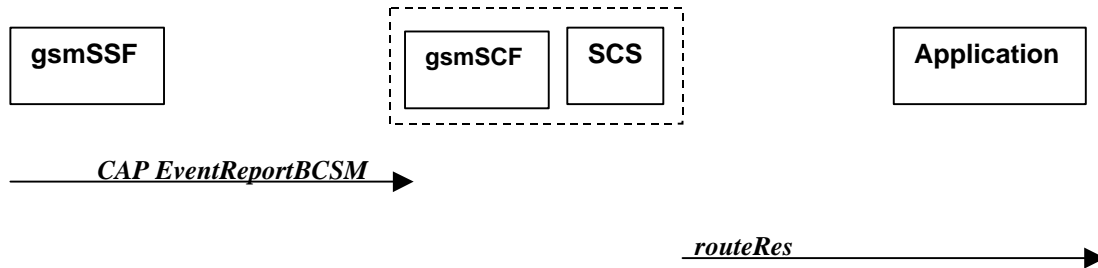 gsmSSF
gsmSCF
SCS
Application
CAP EventReportBCSM
routeRes